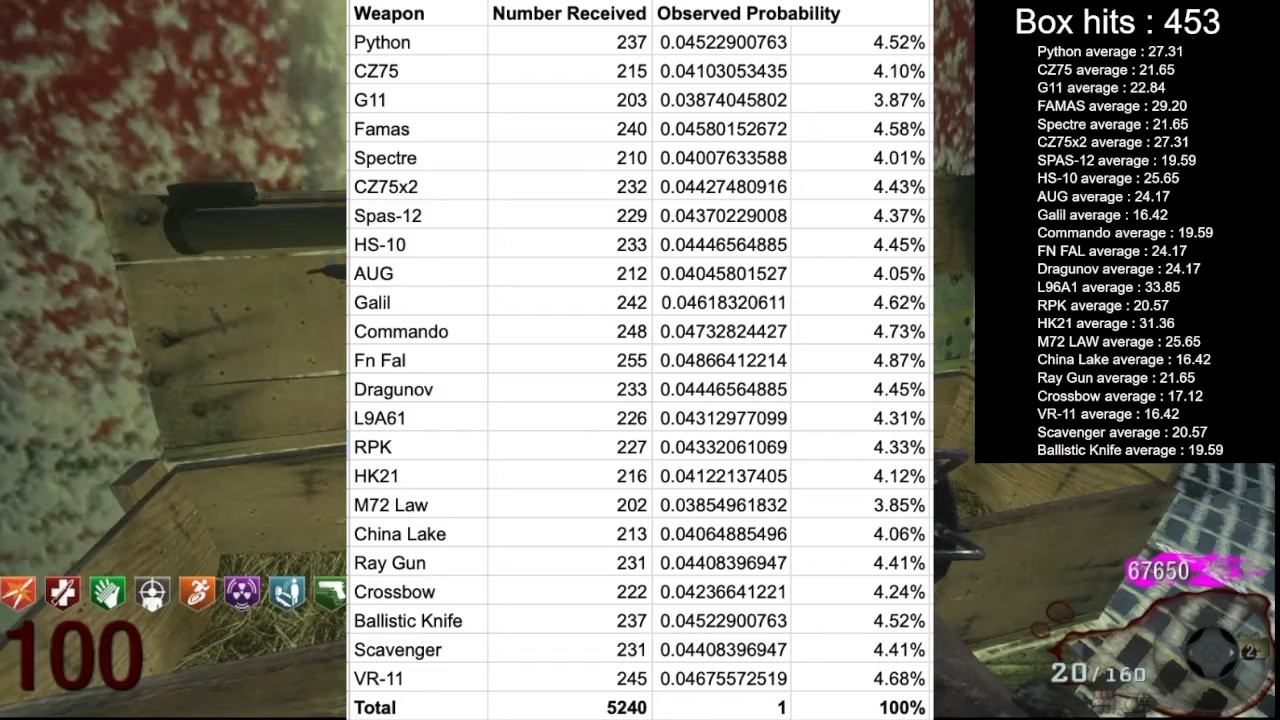 Weapon Number Received Observed Probability
Python 237 0.04522900763 4.52%
CZ75 215 0.04103053435 4.10%
G11 203 0.03874045802 3.87%
Famas 240 0.04580152672 4.58%
Spectre 210 0.04007633588 4.01%
CZ75x2 232 0.04427480916 4.43%
Spas-12 229 0.04370229008 4.37%
HS-10 233 0.04446564885 4.45%
AUG 212 0.04045801527 4.05%
Galil 242 0.04618320611 4.62%
Commando 248 0.04732824427 4.73%
Fn Fal 255 0.04866412214 4.87%
Dragunov 233 0.04446564885 4.45%
L9A61 226 0.04312977099 4.31%
RPK 227 0.04332061069 4.33%
HK21 216 0.04122137405 4.12%
M72 Law 202 0.03854961832 3.85%
China Lake 213 0.04064885496 4.06%
Ray Gun 231 0.04408396947 4.41%
Crossbow 222 0.04236641221 4.24%
Ballistic Knife 237 0.04522900763 4.52%
Scavenger 231 0.04408396947 4.41%
VR-11 245 0.04675572519 4.68%
Total 5240 1 100%
Box hits : 453
Python average : 27.31
CZ75 average : 21.65
G11 average : 22.84
FAMAS average : 29.20
Spectre average : 21.65
CZ75x2 average : 27.31
SPAS-12 average : 19.59
HS-10 average : 25.65
AUG average : 24.17
Galil average : 16.42
Commando average : 19.59
FN FAL average : 24.17
Dragunov average : 24.17
L96A1 average : 33.85
RPK average : 20.57
HK21 average : 31.36
M72 LAW average : 25.65
China Lake average : 16.42
Ray Gun average : 21.65
Crossbow average : 17.12
VR-11 average : 16.42
Scavenger average : 20.57
Ballistic Knife average : 19.59
67650
100
20/160
2